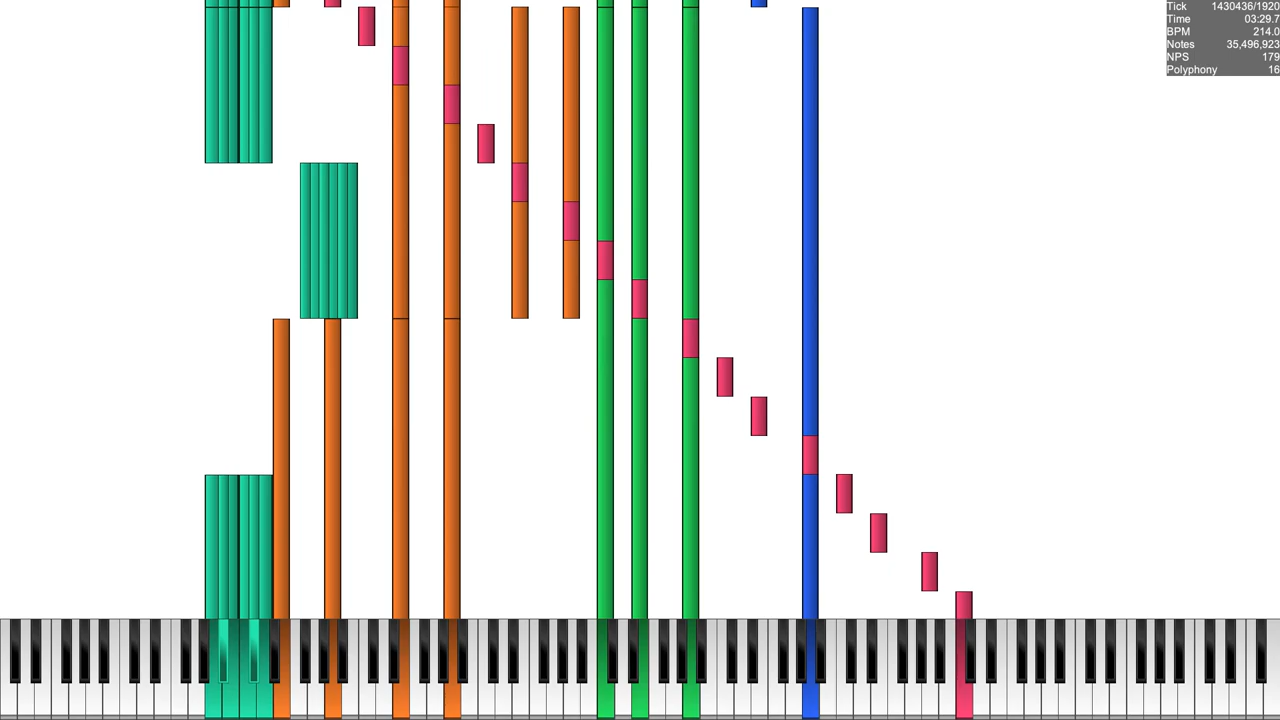 Tick 1430436/1920
Time 03:29.7
BPM 214.0
Notes 35,496,923
NPS 179
Polyphony 16